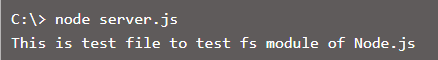 C:\> node server.js
This is test file to test fs module of Node.js